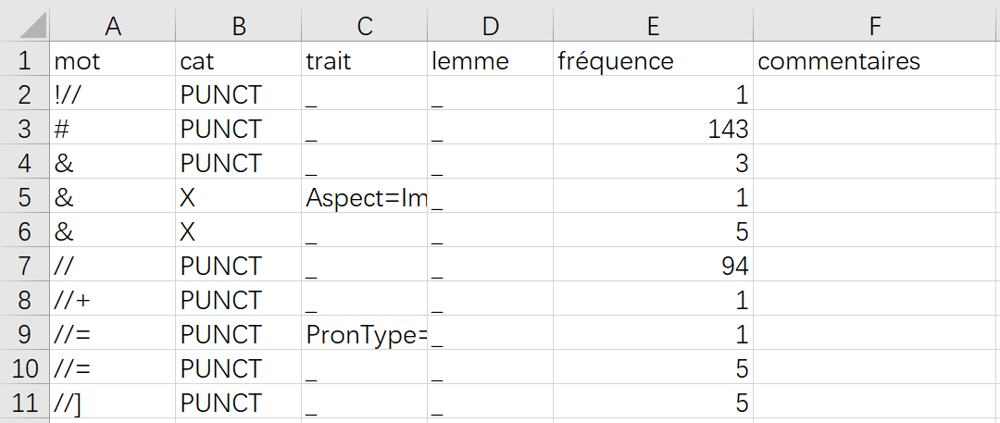 A B C D E F
1 mot cat trait lemme fréquence commentaires
2 !// PUNCT _ _ 1
3 # PUNCT _ _ 143
4 & PUNCT _ _ 3
5 & X Aspect=Im _ 1
6 & X _ _ 5
7 // PUNCT _ _ 94
8 //+ PUNCT _ _ 1
9 //= PUNCT PronType= _ 1
10 //= PUNCT _ _ 5
11 //] PUNCT _ _ 5